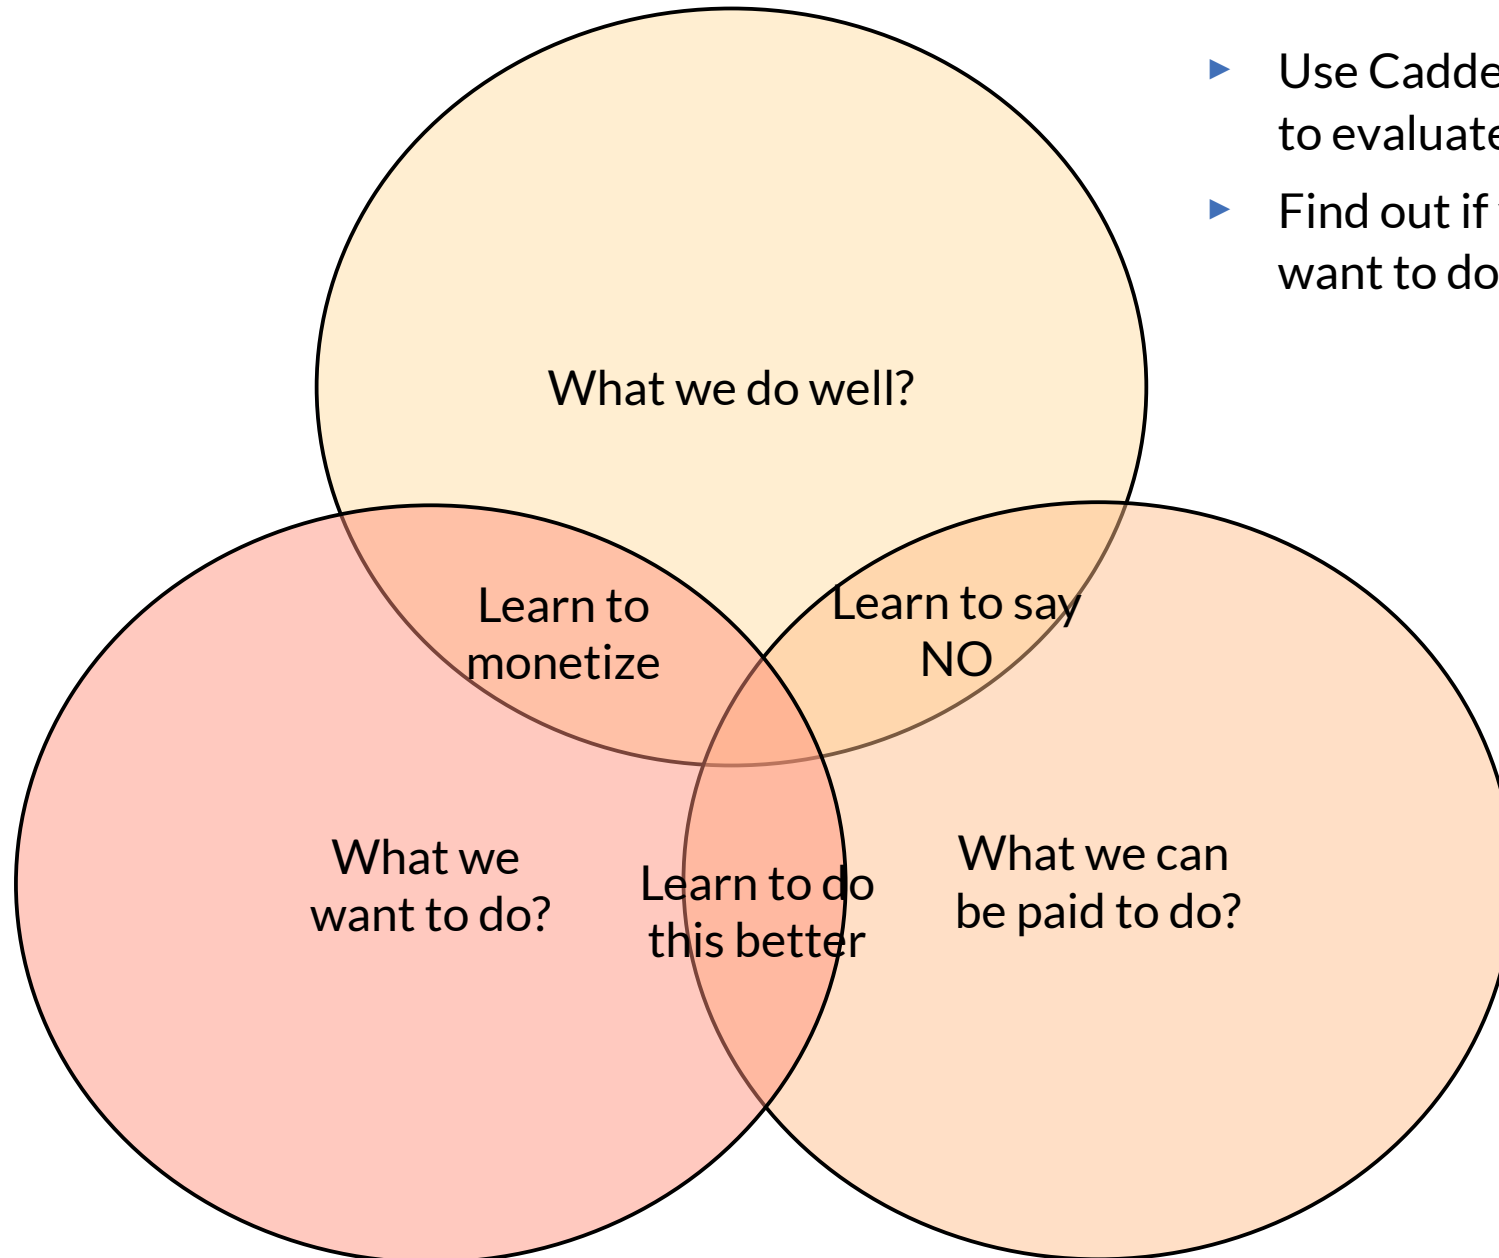 Use Cadde
to evaluate
Find out if
want to do
What we do well?
Learn to
monetize
Learn to say
NO
What we
want to do?
Learn to do
this better
What we can
be paid to do?